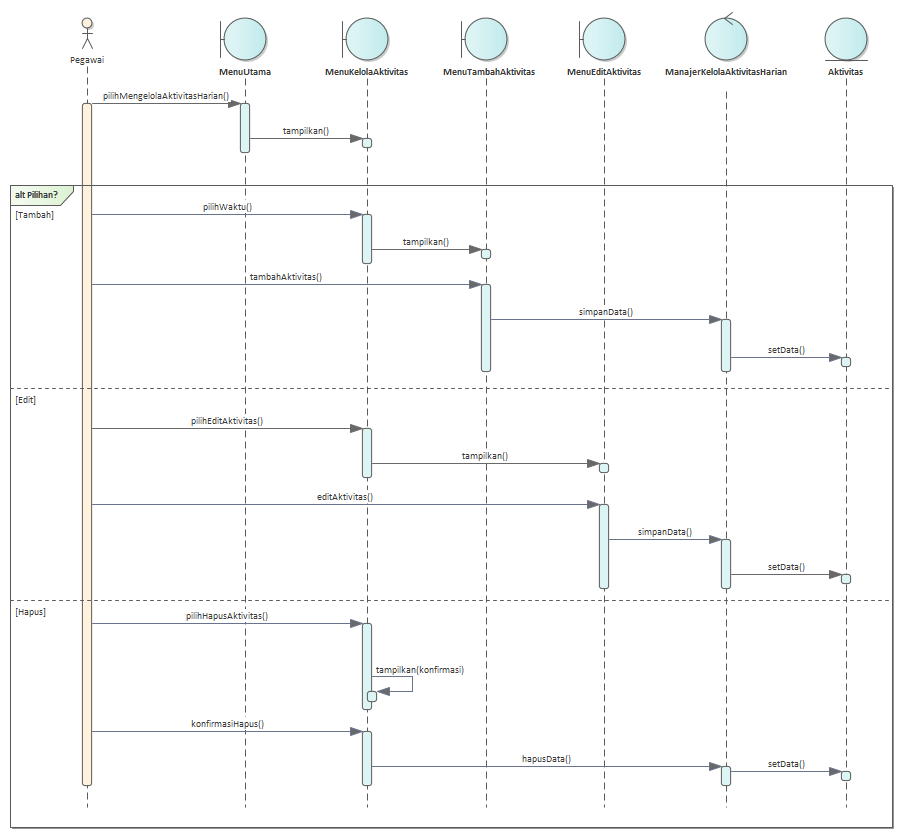 Pegawai
MenuUtama
MenuKelolaAktivitas
MenuTambahAktivitas
MenuEditAktivitas
ManajerKelolaAktivitasHarian
Aktivitas
pilihMengelolaAktivitasHarian()
tampilkan()
alt Pilihan?
[Tambah]
pilihWaktu()
tampilkan()
tambahAktivitas()
simpanData()
setData()
[Edit]
pilihEditAktivitas()
tampilkan()
editAktivitas()
simpanData()
setData()
[Hapus]
pilihHapusAktivitas()
tampilkan(konfirmasi)
konfirmasiHapus()
hapusData()
setData()